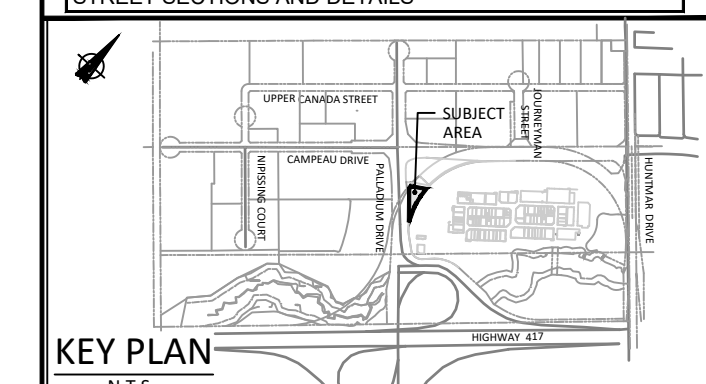 STREET SECTIONS AND DETAILS
UPPER CANADA STREET
SUBJECT
AREA
JOURNEYMAN
STREET
CAMPEAU DRIVE
NIPISSING COURT
PALLADIUM DRIVE
HUNTMAR DRIVE
HIGHWAY 417
KEY PLAN
N.T.S.